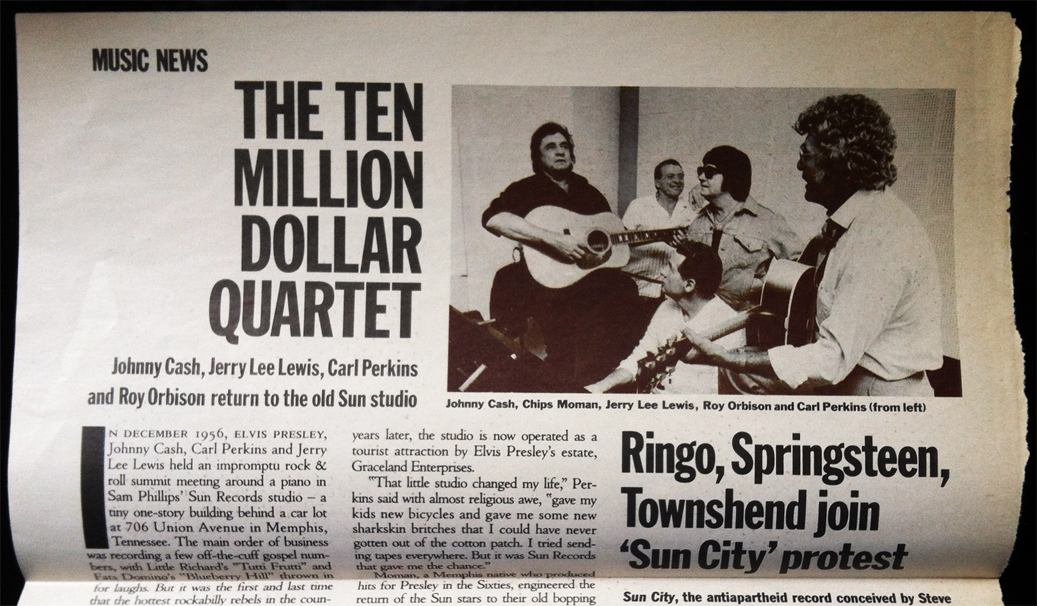 MUSIC NEWS
THE TEN
MILLION
DOLLAR
QUARTET
Johnny Cash, Jerry Lee Lewis, Carl Perkins
and Roy Orbison return to the old Sun studio
Johnny Cash, Chips Moman, Jerry Lee Lewis, Roy Orbison and Carl Perkins (from left)
IN DECEMBER 1956, ELVIS PRESLEY,
Johnny Cash, Carl Perkins and Jerry
Lee Lewis held an impromptu rock &
roll summit meeting around a piano in
Sam Phillips' Sun Records studio – a
tiny one-story building behind a car lot
at 706 Union Avenue in Memphis,
Tennessee. The main order of business
was recording a few off-the-cuff gospel num-
bers, with Little Richard's "Tutti Frutti" and
Fats Domino's "Blueberry Hill" thrown in
for laughs. But it was the first and last time
that the hottest rockabilly rebels in the coun-
years later, the studio is now operated as a
tourist attraction by Elvis Presley's estate,
Graceland Enterprises.
"That little studio changed my life," Per-
kins said with almost religious awe, "gave my
kids new bicycles and gave me some new
sharkskin britches that I could have never
gotten out of the cotton patch. I tried send-
ing tapes everywhere. But it was Sun Records
that gave me the chance."
Moman, a Memphis native who produced
hits for Presley in the Sixties, engineered the
return of the Sun stars to their old bopping
Ringo, Springsteen,
Townshend join
'Sun City' protest
Sun City, the antiapartheid record conceived by Steve